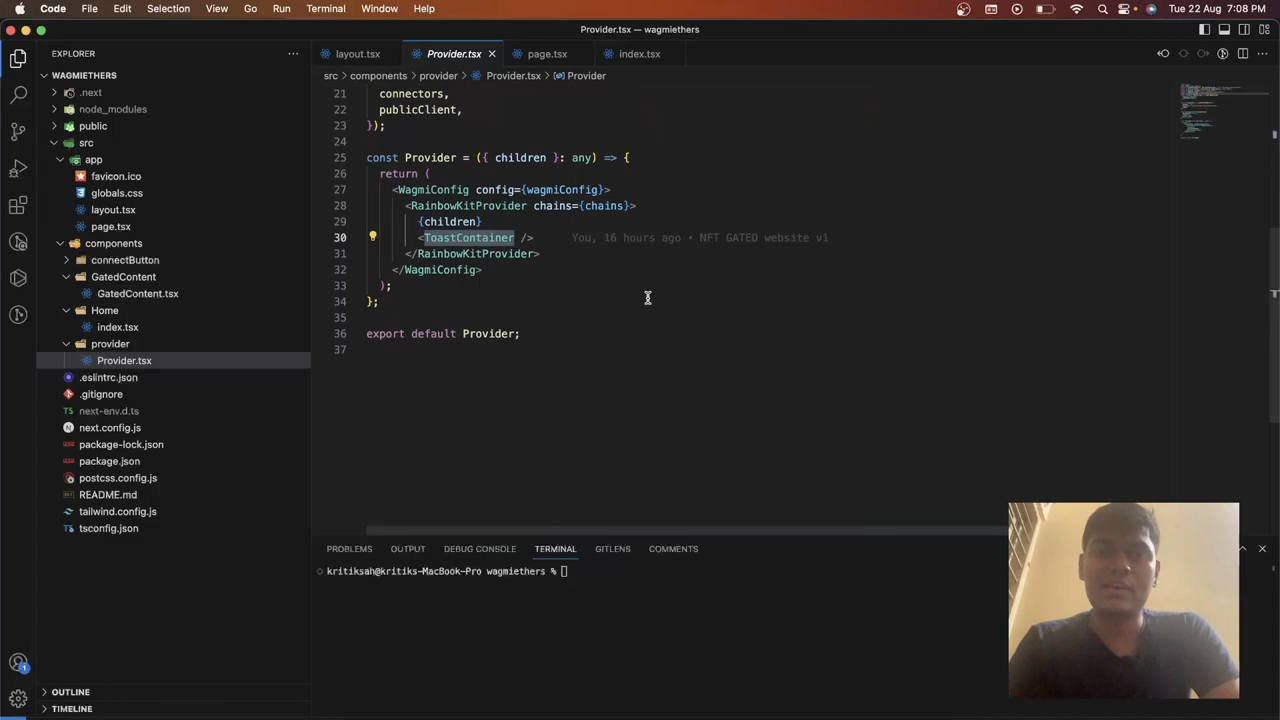 Code File Edit Selection View Go Run Terminal Window Help Tue 22 Aug 7:08 PM
Provider.tsx — wagmiethers
EXPLORER
layout.tsx Provider.tsx page.tsx index.tsx
WAGMIETHERS
src components provider Provider.tsx Provider
.next
node_modules
public
src
app
favicon.ico
globals.css
layout.tsx
page.tsx
components
connectButton
GatedContent
GatedContent.tsx
Home
index.tsx
provider
Provider.tsx
.eslintrc.json
.gitignore
next-env.d.ts
next.config.js
package-lock.json
package.json
postcss.config.js
README.md
tailwind.config.js
tsconfig.json
OUTLINE
TIMELINE
21 connectors,
22 publicClient,
23 });
24
25 const Provider = ({ children }: any) => {
26 return (
27 <WagmiConfig config={wagmiConfig}>
28 <RainbowKitProvider chains={chains}>
29 {children}
30 <ToastContainer /> You, 16 hours ago • NFT GATED website v1
31 </RainbowKitProvider>
32 </WagmiConfig>
33 );
34 };
35
36 export default Provider;
37
PROBLEMS OUTPUT DEBUG CONSOLE TERMINAL GITLENS COMMENTS
kritiksah@kritiks-MacBook-Pro wagmiethers %
1